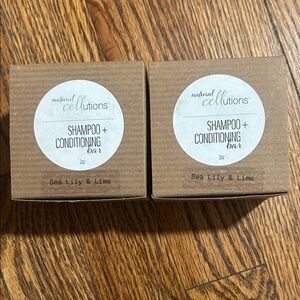 natural
cellutions
SHAMPOO +
CONDITIONING
bar
2oz
Sea Lily & Lime
natural
cellutions
SHAMPOO +
CONDITIONING
bar
2oz
Sea Lily & Lime